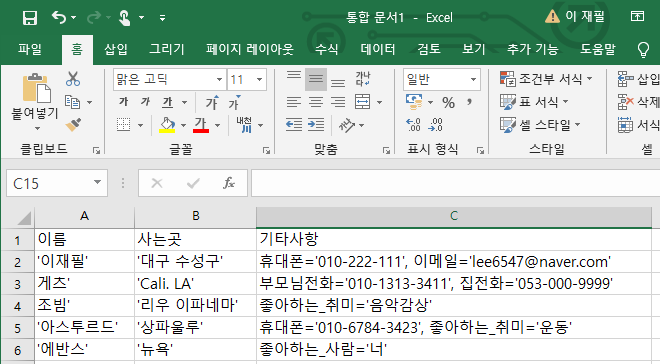 통합 문서1 - Excel
이 재필
파일 홈 삽입 그리기 페이지 레이아웃 수식 데이터 검토 보기 추가 기능 도움말
붙여넣기
맑은 고딕 11
가 가 가 가 가
가 내천
가나다
일반
% ,
조건부 서식
표 서식
셀 스타일
삽입
삭제
서식
클립보드 글꼴 맞춤 표시 형식 스타일 셀
C15 fx
A B C
1 이름 사는곳 기타사항
2 '이재필' '대구 수성구' 휴대폰='010-222-111', 이메일='lee6547@naver.com'
3 게츠' 'Cali. LA' 부모님전화='010-1313-3411', 집전화='053-000-9999'
4 조빔' '리우 이파네마' 좋아하는_취미='음악감상'
5 '아스투르드' '상파울루' 휴대폰='010-6784-3423', 좋아하는_취미='운동'
6 '에반스' '뉴욕' 좋아하는_사람='너'